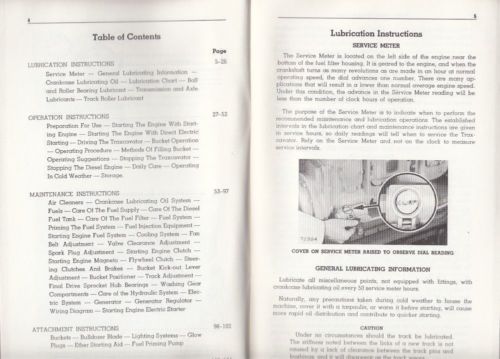 4
Table of Contents
Page
LUBRICATION INSTRUCTIONS 5-26
Service Meter — General Lubricating Information —
Crankcase Lubricating Oil — Lubrication Chart — Ball
and Roller Bearing Lubricant — Transmission and Axle
Lubricants — Track Roller Lubricant
OPERATION INSTRUCTIONS 27-52
Preparation For Use — Starting The Engine With Start-
ing Engine — Starting The Engine With Direct Electric
Starting — Driving The Traxcavator — Bucket Operation
— Operating Procedure — Methods Of Filling Bucket —
Operating Suggestions — Stopping The Traxcavator —
Stopping The Diesel Engine — Daily Care — Operating
In Cold Weather — Storage.
MAINTENANCE INSTRUCTIONS 53-97
Air Cleaners — Crankcase Lubricating Oil System —
Fuels — Care Of The Fuel Supply — Care Of The Diesel
Fuel Tank — Care Of The Fuel Filter — Fuel System —
Priming The Fuel System — Fuel Injection Equipment —
Starting Engine Fuel System — Cooling System — Fan
Belt Adjustment — Valve Clearance Adjustment —
Spark Plug Adjustment — Starting Engine Clutch —
Starting Engine Magneto — Flywheel Clutch — Steer-
ing Clutches And Brakes — Bucket Kick-out Lever
Adjustment — Bucket Positioner — Track Adjustment —
Final Drive Sprocket Hub Bearings — Washing Gear
Compartments — Care of the Hydraulic System — Elec-
tric System — Generator — Generator Regulator —
Wiring Diagram — Starting Engine Electric Starter
ATTACHMENT INSTRUCTIONS
Buckets — Bulldozer Blade — Lighting Systems — Glow
Plugs — Ether Starting Aid — Fuel Priming Pump
5
Lubrication Instructions
SERVICE METER
The Service Meter is located on the left side of the engine near the
bottom of the fuel filter housing. It is geared to the engine, and when the
crankshaft turns as many revolutions as are made in an hour at normal
operating speed, the dial advances one number. There are many ap-
plications that will result in a lower than normal average engine speed.
Under this condition, the advance in the Service Meter reading will be
less than the number of clock hours of operation.
The purpose of the Service Meter is to indicate when to perform the
recommended maintenance and lubrication operations. The established
intervals in the lubrication chart and maintenance instructions are given
in service hours, so daily readings will tell when to service the Trax-
cavator. Rely on the Service Meter and not on the clock to measure
service intervals.
COVER ON SERVICE METER RAISED TO OBSERVE DIAL READING
GENERAL LUBRICATING INFORMATION
Lubricate all miscellaneous points, not equipped with fittings, with
crankcase lubricating oil every 50 service meter hours.
Naturally, any precautions taken during cold weather to house the
machine, cover it with a tarpaulin, or warm it before starting, will cause
more rapid oil distribution and contribute to quicker starting.
CAUTION
Under no circumstances should the track be lubricated.
The stiffness noted between the links of a new track is not
caused by a lack of clearance between the track pins and